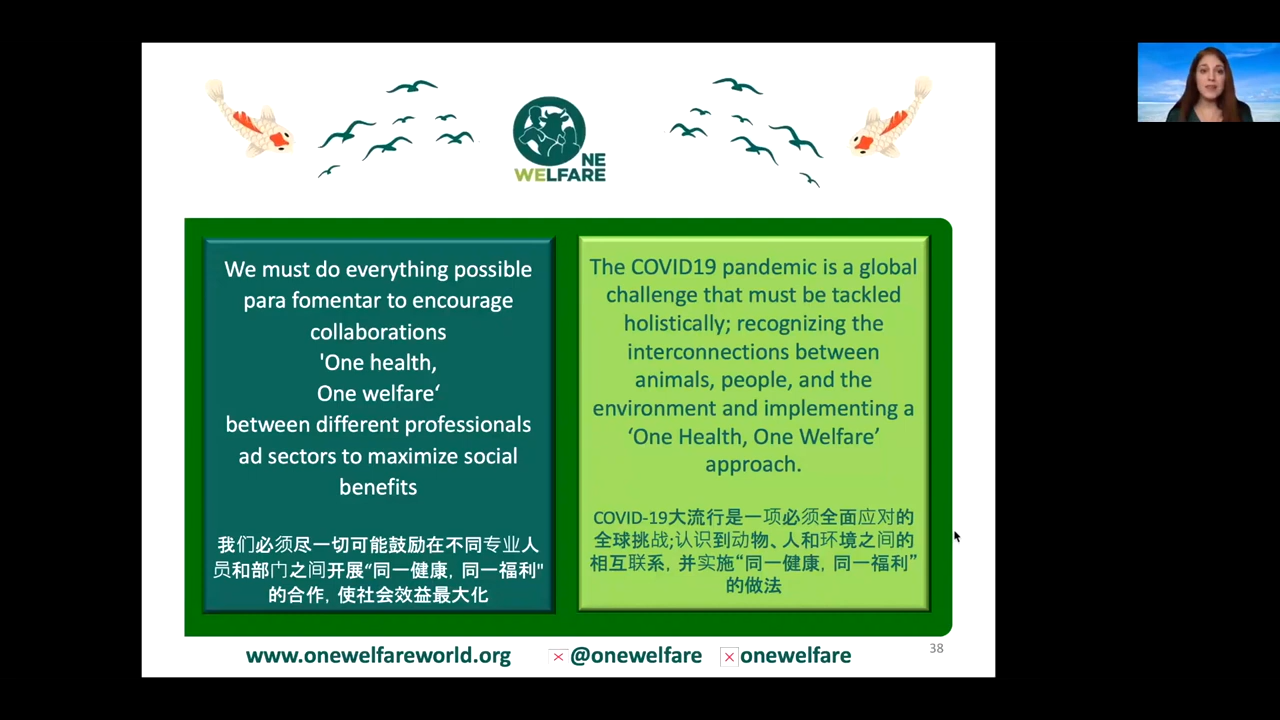 ONE
WELFARE
We must do everything possible
para fomentar to encourage
collaborations
'One health,
One welfare‘
between different professionals
ad sectors to maximize social
benefits
我们必须尽一切可能鼓励在不同专业人
员和部门之间开展“同一健康, 同一福利"
的合作, 使社会效益最大化
The COVID19 pandemic is a global
challenge that must be tackled
holistically; recognizing the
interconnections between
animals, people, and the
environment and implementing a
‘One Health, One Welfare’
approach.
COVID-19大流行是一项必须全面应对的
全球挑战;认识到动物、人和环境之间的
相互联系, 并实施“同一健康, 同一福利”
的做法
www.onewelfareworld.org @onewelfare onewelfare
38